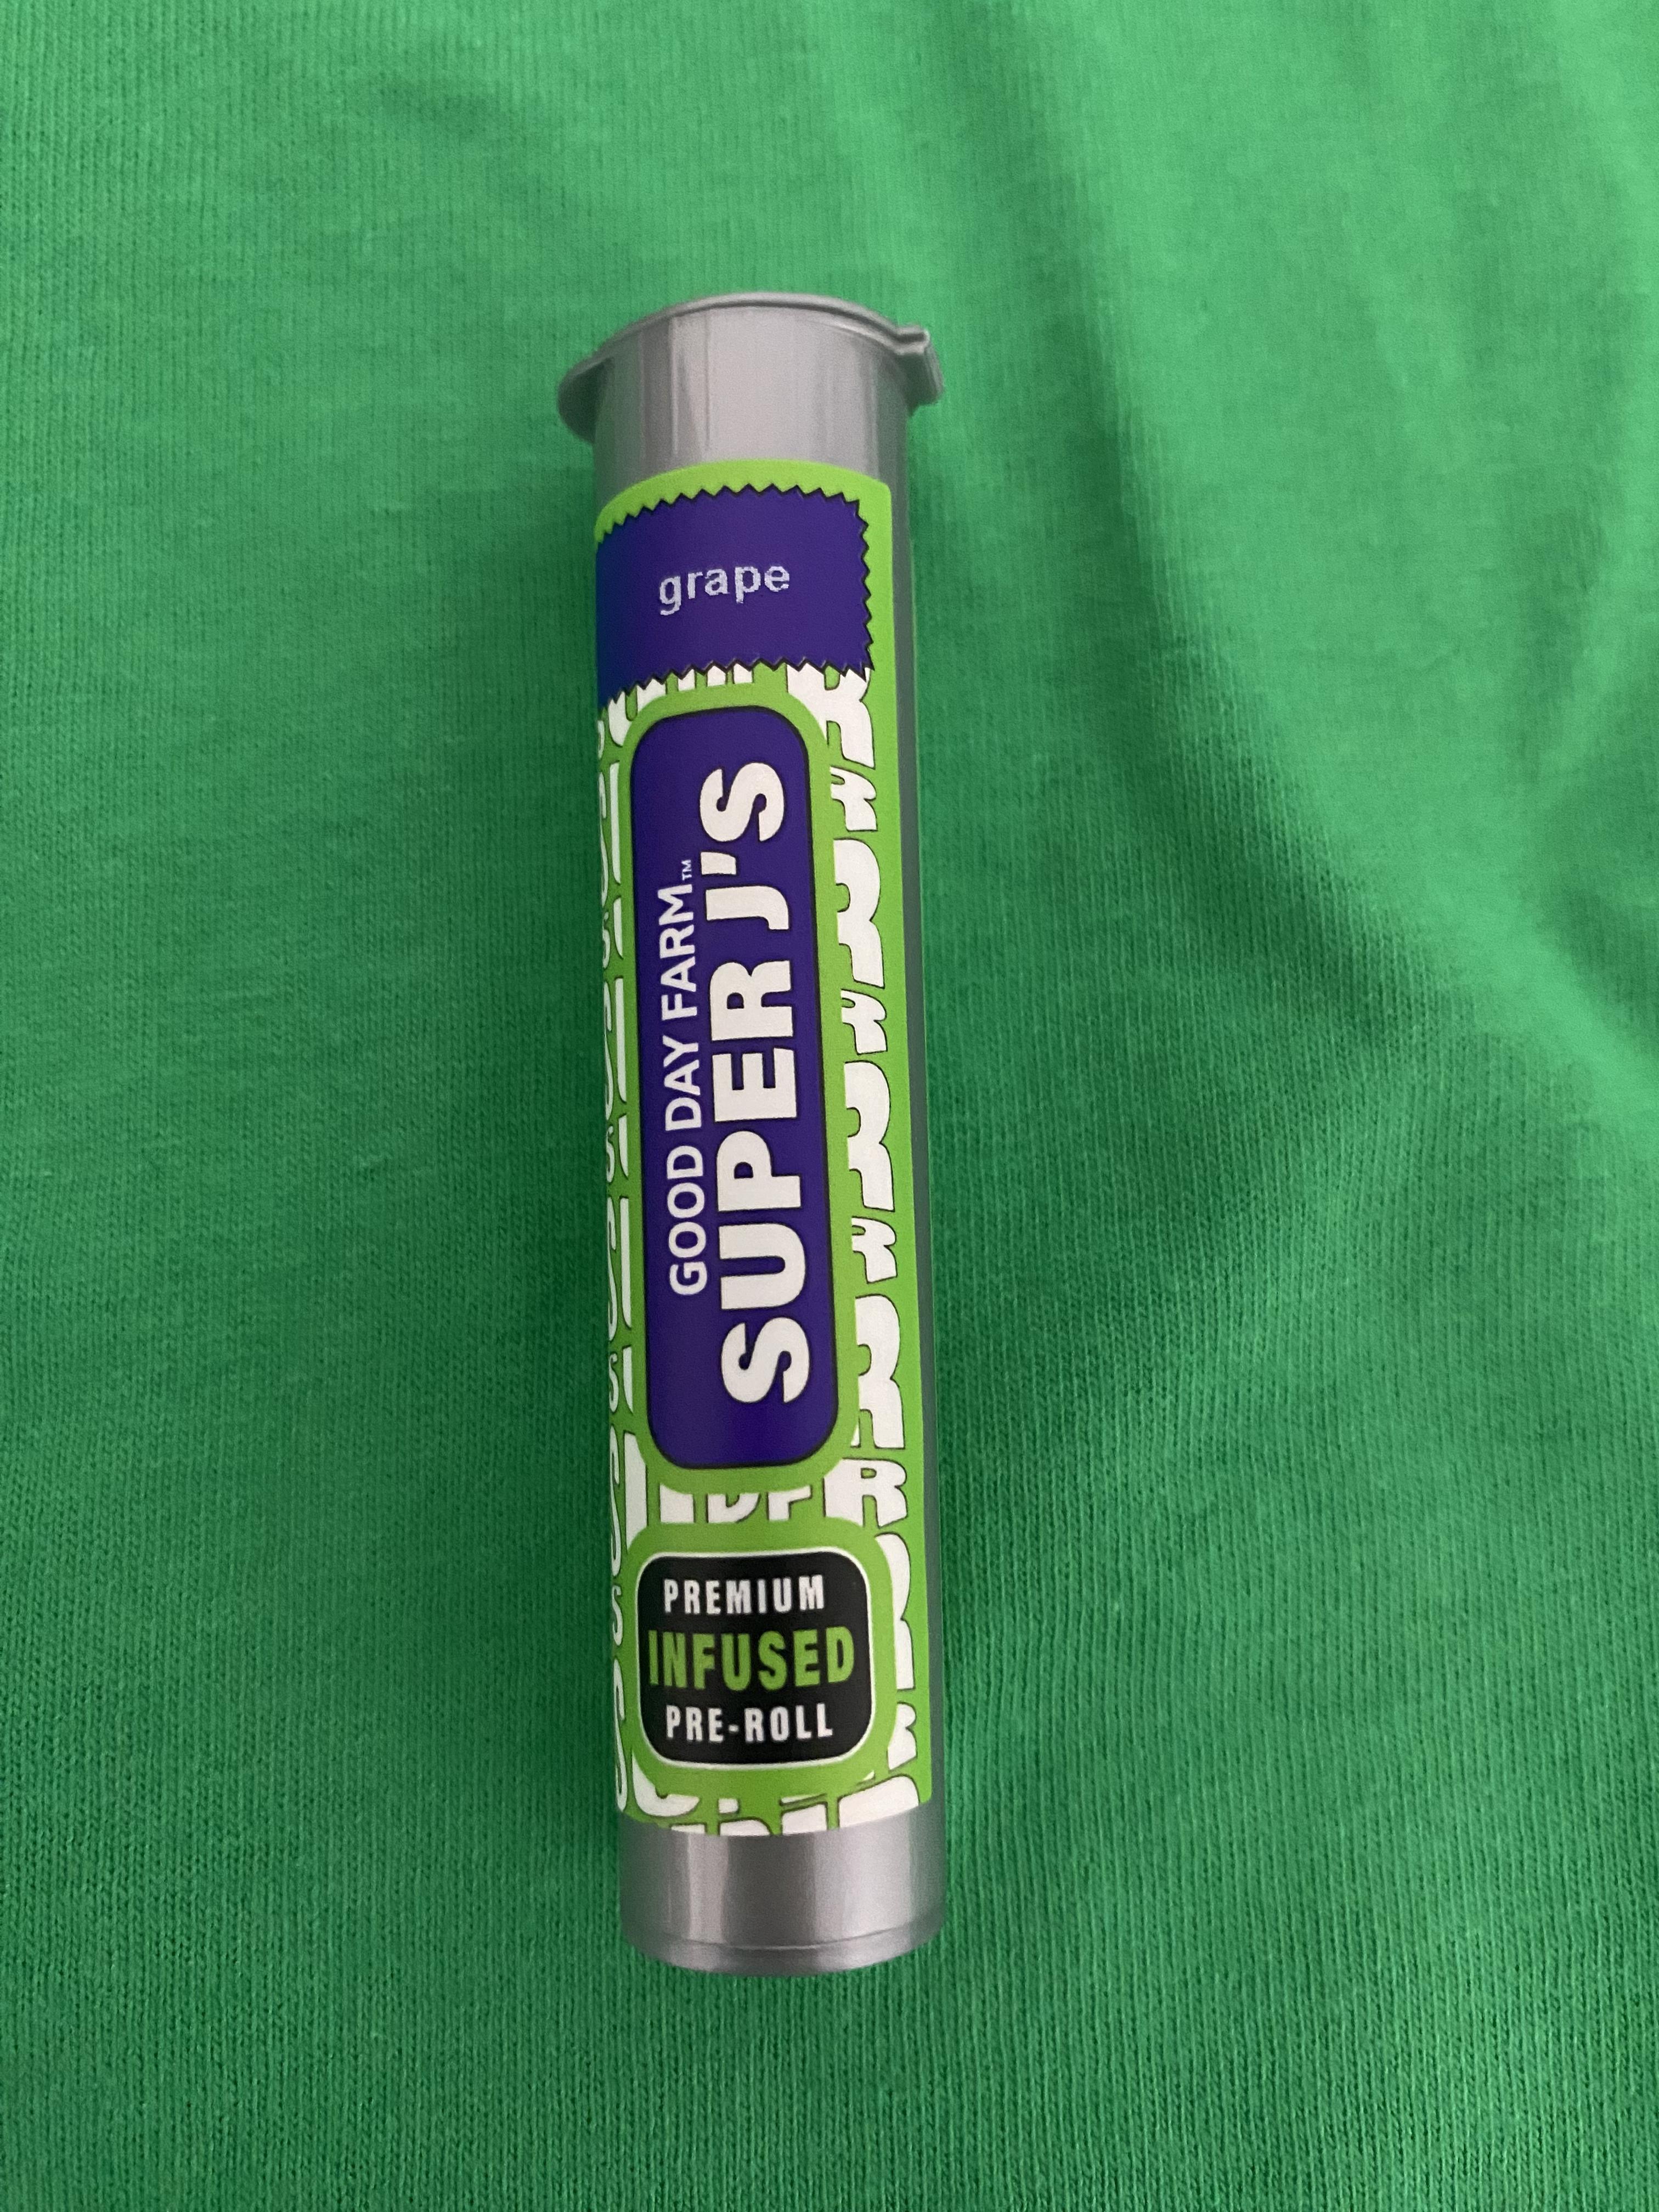 grape
GOOD DAY FARM™
SUPER J'S
PREMIUM
INFUSED
PRE-ROLL